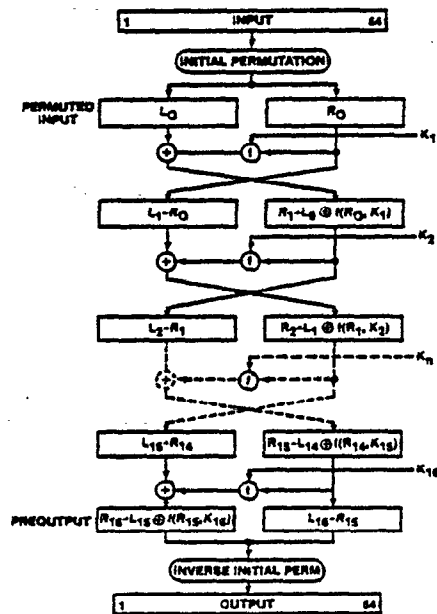 1 INPUT 64
INITIAL PERMUTATION
PERMUTED INPUT
L0
R0
+
f
K1
L1=R0
R1=L0 ⊕ f(R0, K1)
+
f
K2
L2=R1
R2=L1 ⊕ f(R1, K2)
+
f
Kn
L15=R14
R15=L14 ⊕ f(R14, K15)
+
f
K16
PREOUTPUT
R16=L15 ⊕ f(R15, K16)
L16=R15
INVERSE INITIAL PERM
1 OUTPUT 64